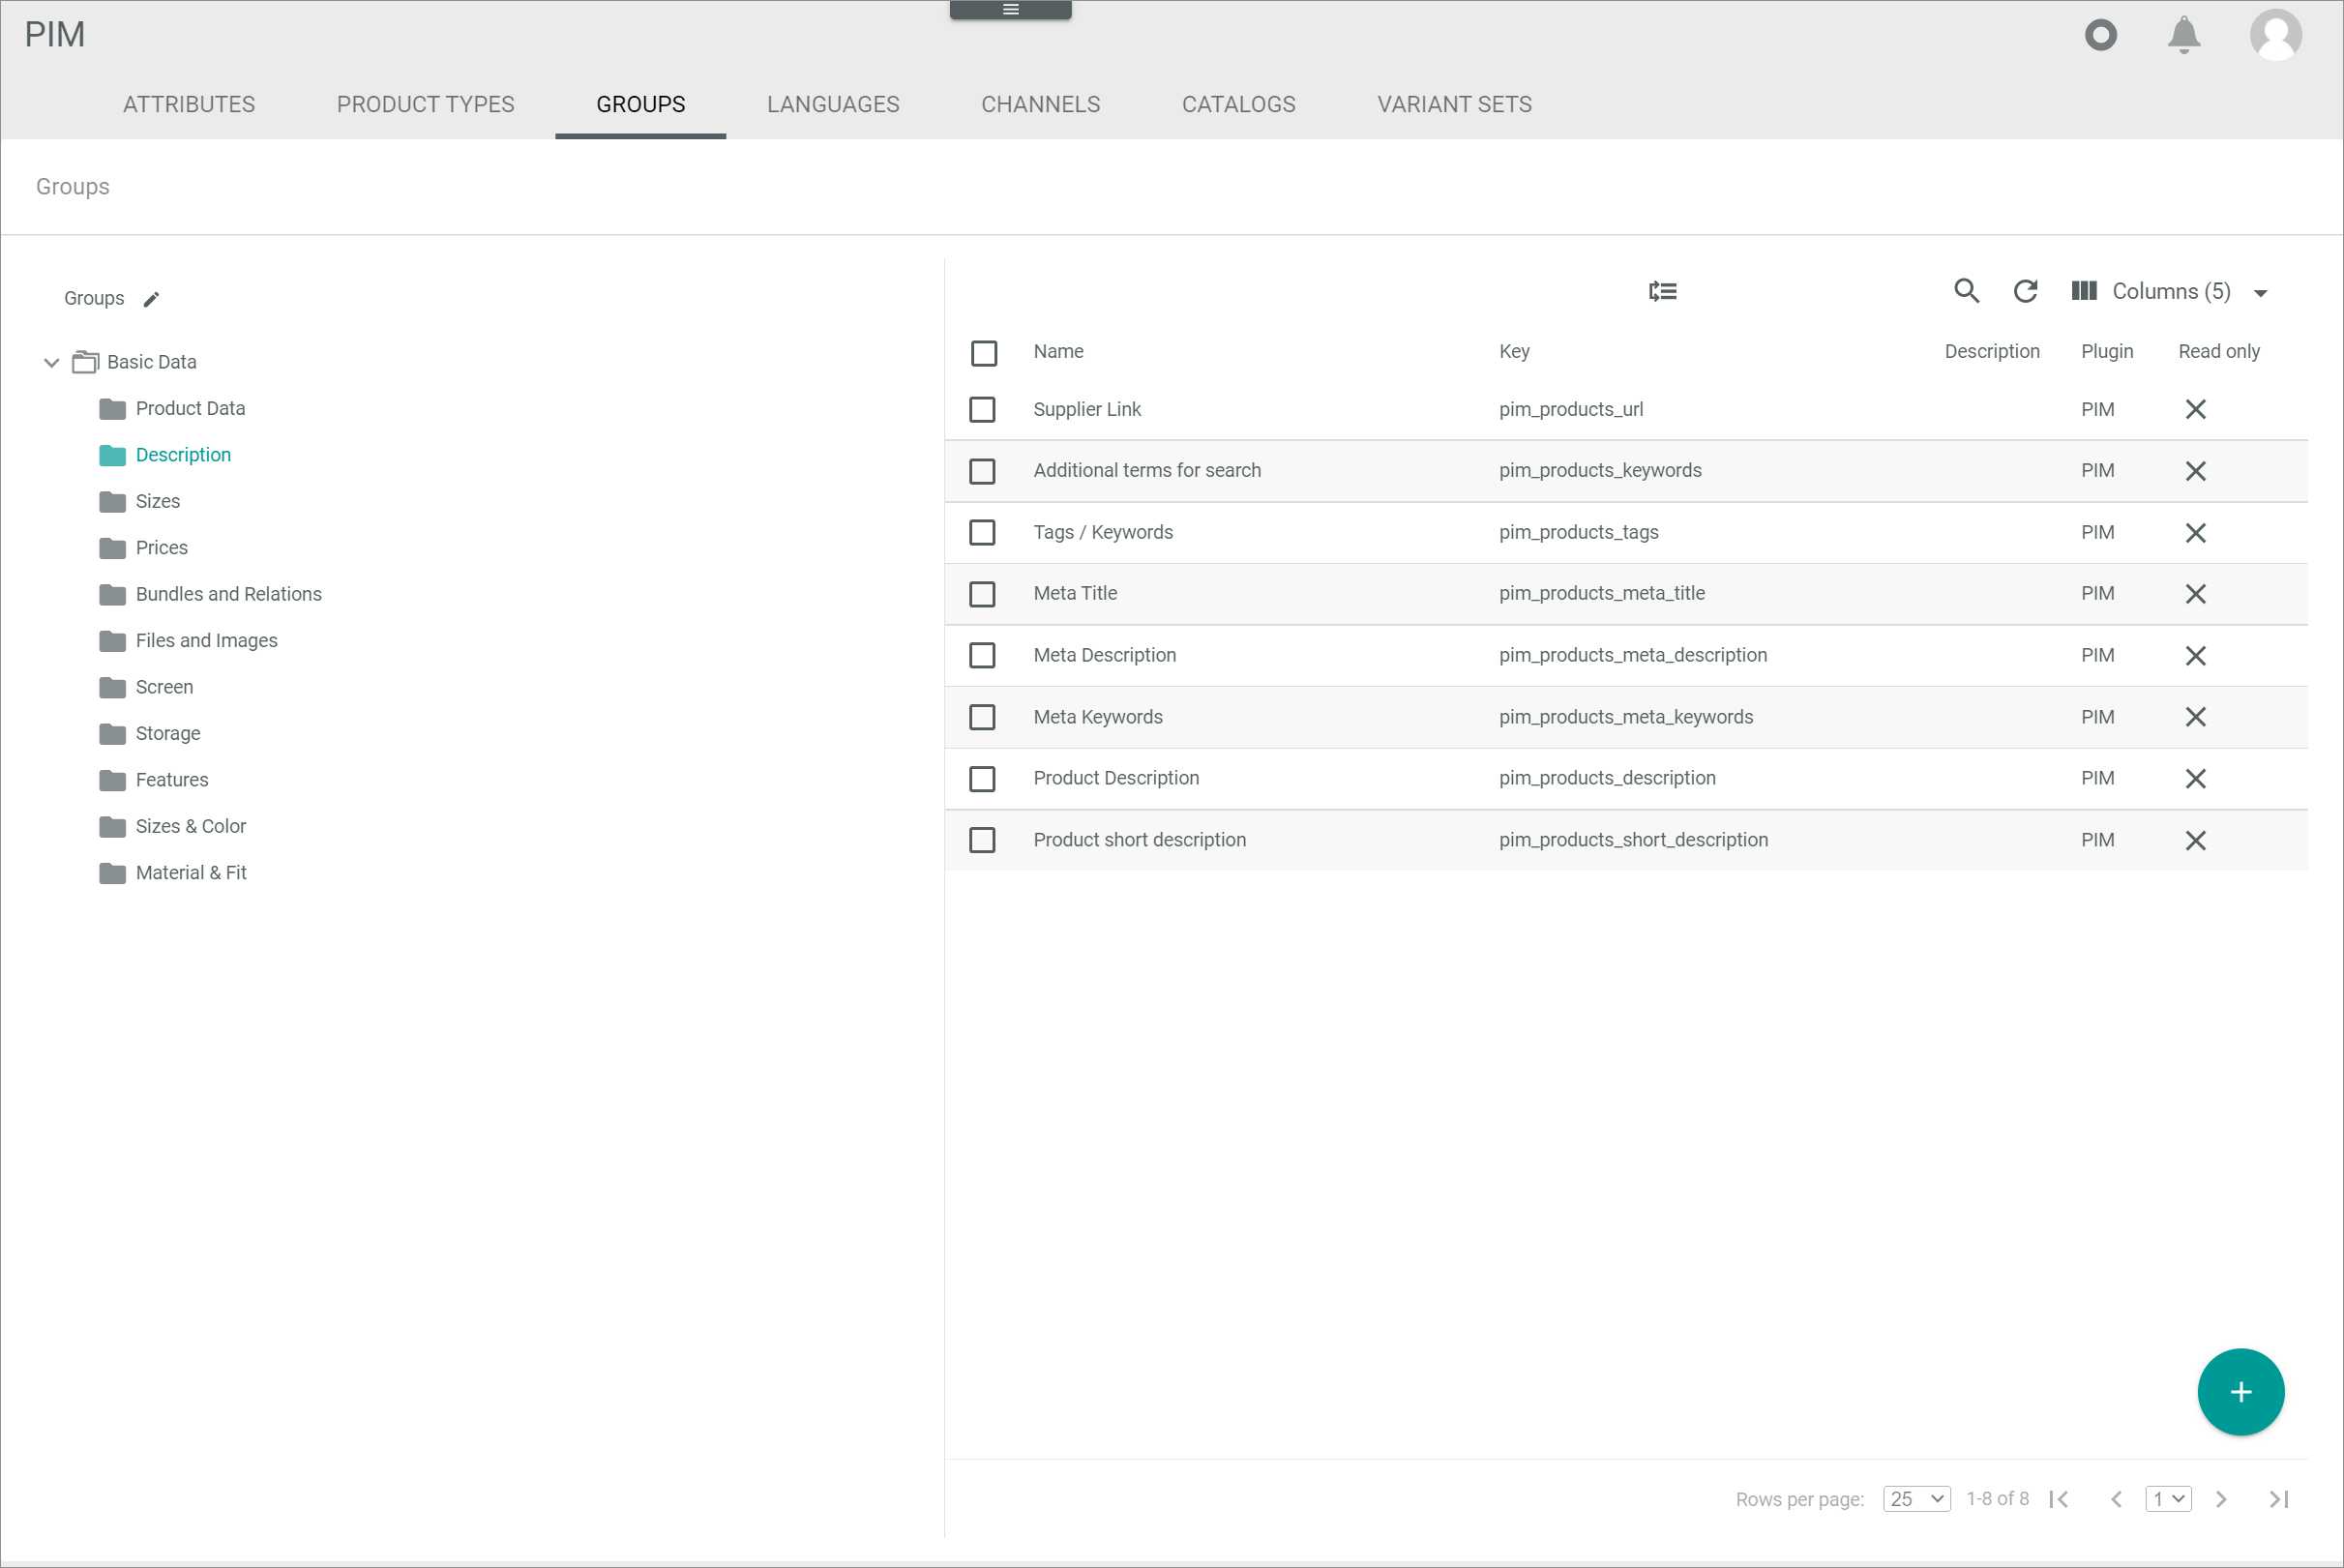 PIM
ATTRIBUTES PRODUCT TYPES GROUPS LANGUAGES CHANNELS CATALOGS VARIANT SETS
Groups
Groups
Basic Data
Product Data
Description
Sizes
Prices
Bundles and Relations
Files and Images
Screen
Storage
Features
Sizes & Color
Material & Fit
Columns (5)
Name Key Description Plugin Read only
Supplier Link pim_products_url PIM
Additional terms for search pim_products_keywords PIM
Tags / Keywords pim_products_tags PIM
Meta Title pim_products_meta_title PIM
Meta Description pim_products_meta_description PIM
Meta Keywords pim_products_meta_keywords PIM
Product Description pim_products_description PIM
Product short description pim_products_short_description PIM
Rows per page: 25 1-8 of 8 1